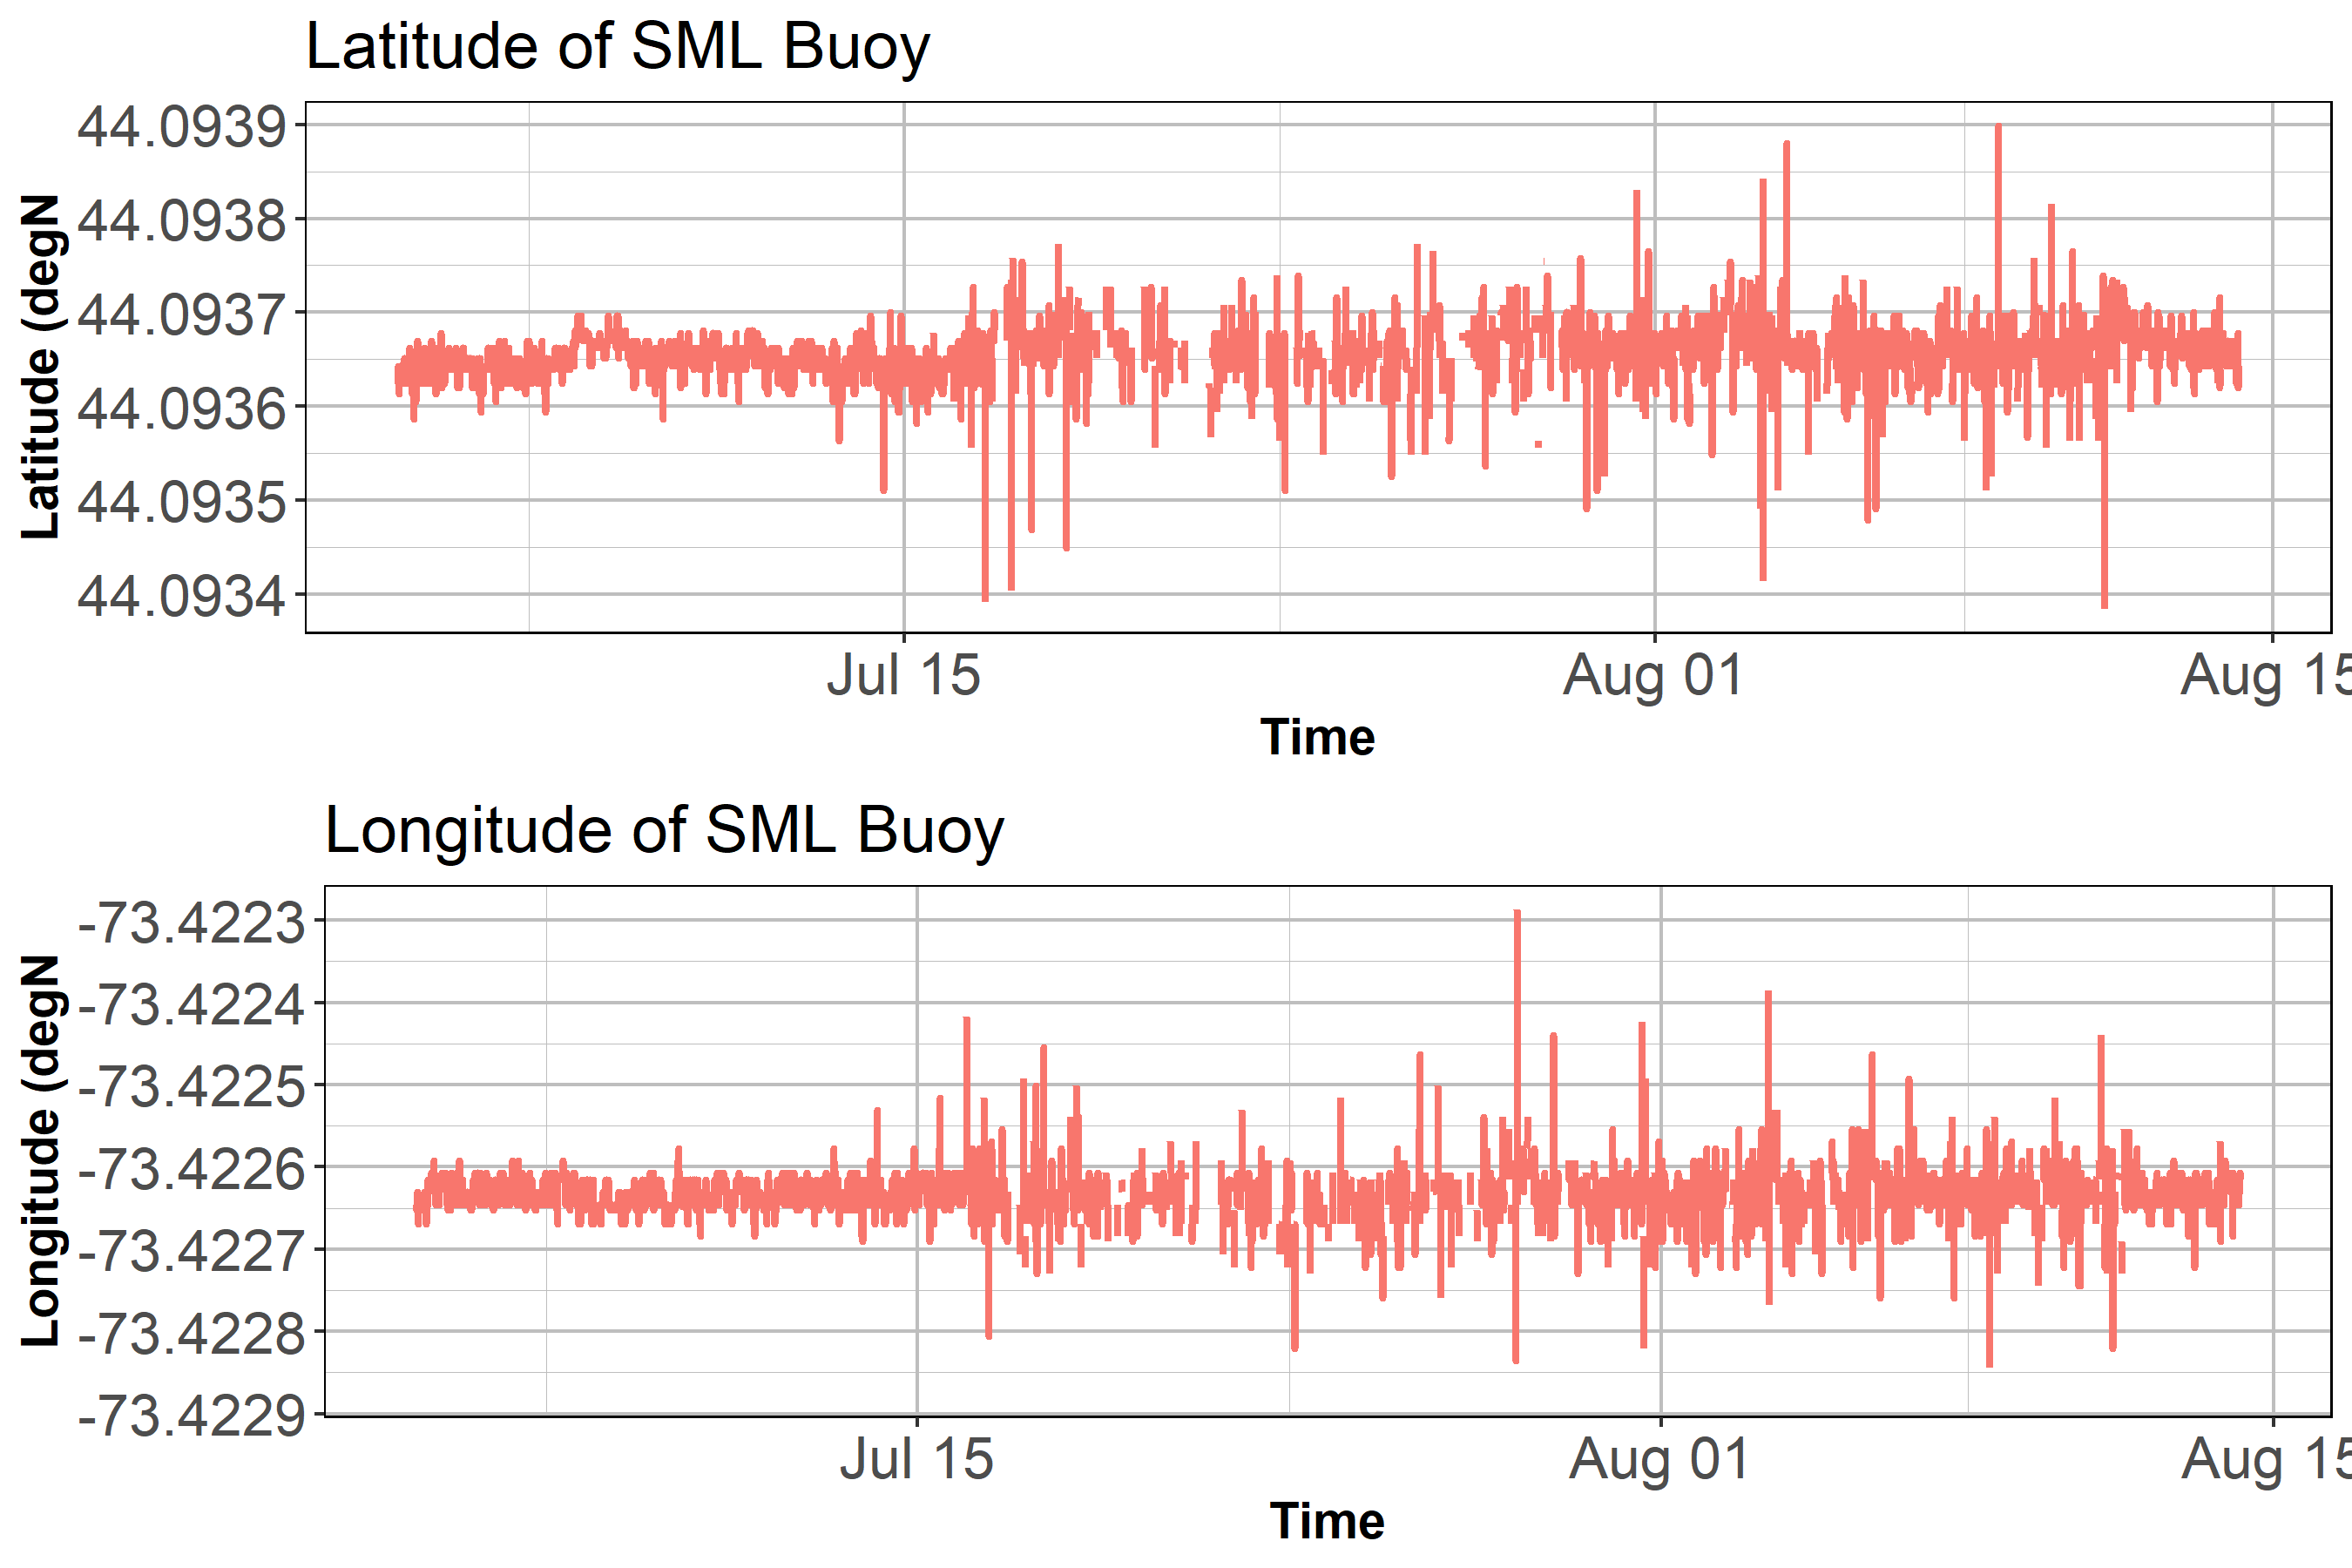 Latitude of SML Buoy
44.0939
44.0938
44.0937
44.0936
44.0935
44.0934
Latitude (degN
Jul 15
Aug 01
Aug 15
Time
Longitude of SML Buoy
-73.4223
-73.4224
-73.4225
-73.4226
-73.4227
-73.4228
-73.4229
Longitude (degN
Jul 15
Aug 01
Aug 15
Time